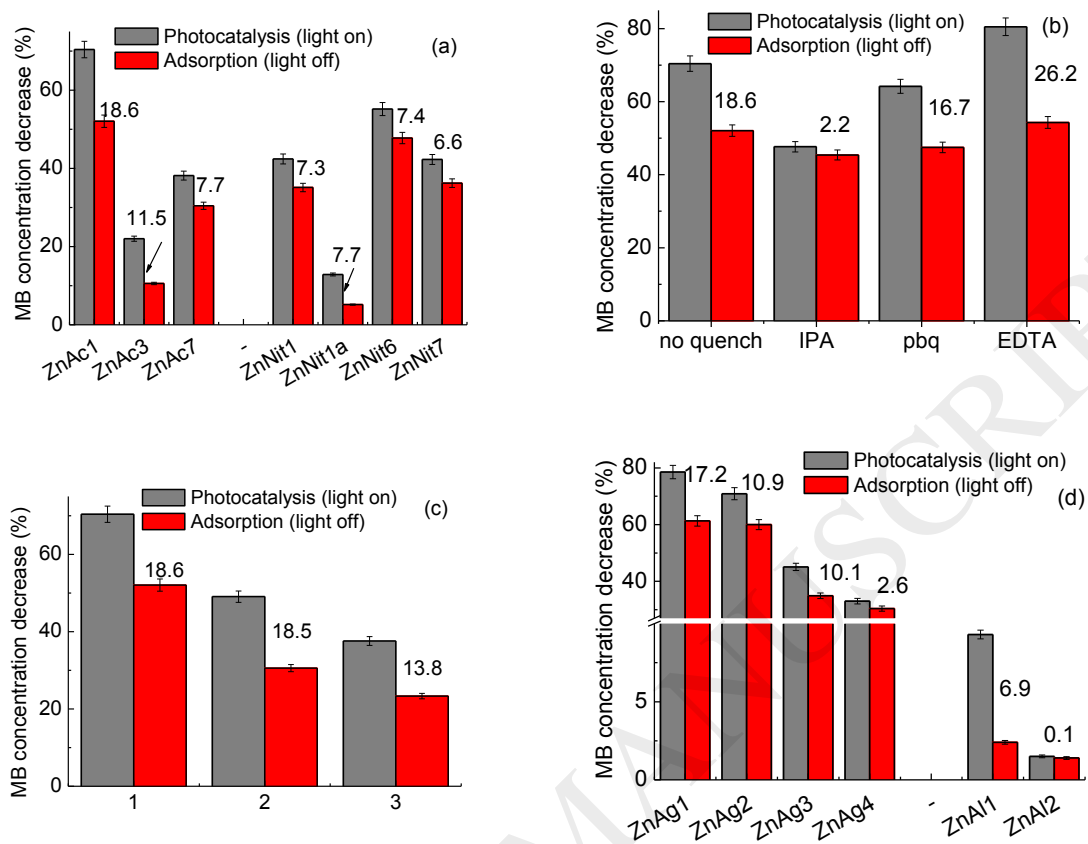 Photocatalysis (light on)
Adsorption (light off)
(a)
MB concentration decrease (%)
60
40
20
0
18.6
11.5
7.7
7.3
7.7
7.4
6.6
ZnAc1
ZnAc3
ZnAc7
-
ZnNit1
ZnNit1a
ZnNit6
ZnNit7
Photocatalysis (light on)
Adsorption (light off)
(b)
MB concentration decrease (%)
80
60
40
20
0
18.6
2.2
16.7
26.2
no quench
IPA
pbq
EDTA
Photocatalysis (light on)
Adsorption (light off)
(c)
MB concentration decrease (%)
60
40
20
0
18.6
18.5
13.8
1
2
3
Photocatalysis (light on)
Adsorption (light off)
(d)
MB concentration decrease (%)
80
60
40
5
0
17.2
10.9
10.1
2.6
6.9
0.1
ZnAg1
ZnAg2
ZnAg3
ZnAg4
-
ZnAl1
ZnAl2
MANUSCRIP